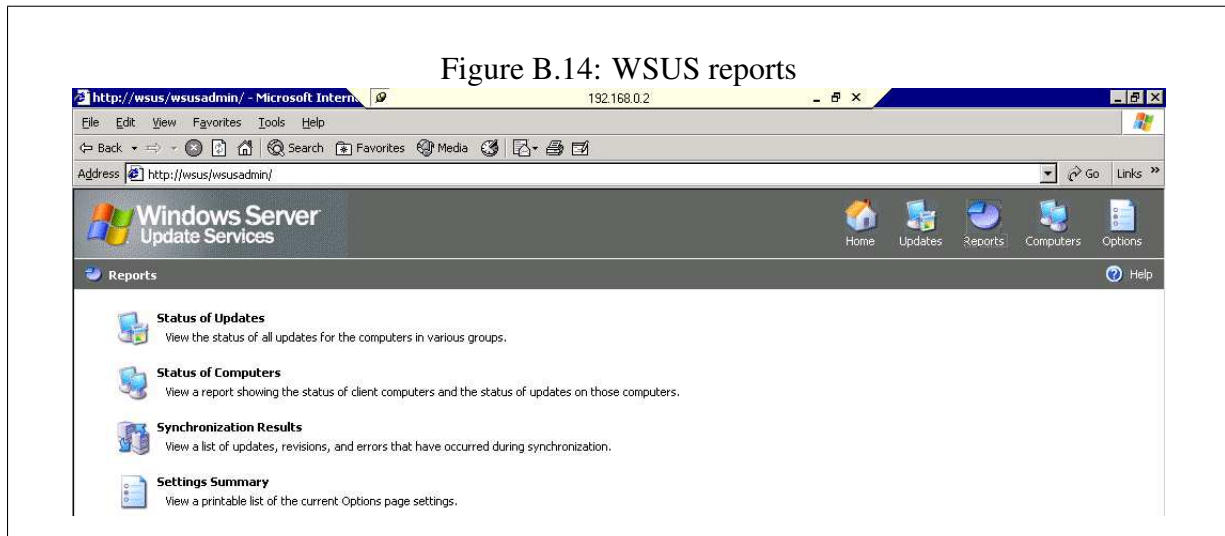 Figure B.14: WSUS reports
http://wsus/wsusadmin/ - Microsoft Intern
192.168.0.2
File Edit View Favorites Tools Help
Back Search Favorites Media
Address http://wsus/wsusadmin/ Go Links »
Windows Server
Update Services
Home Updates Reports Computers Options
Reports Help
Status of Updates
View the status of all updates for the computers in various groups.
Status of Computers
View a report showing the status of client computers and the status of updates on those computers.
Synchronization Results
View a list of updates, revisions, and errors that have occurred during synchronization.
Settings Summary
View a printable list of the current Options page settings.